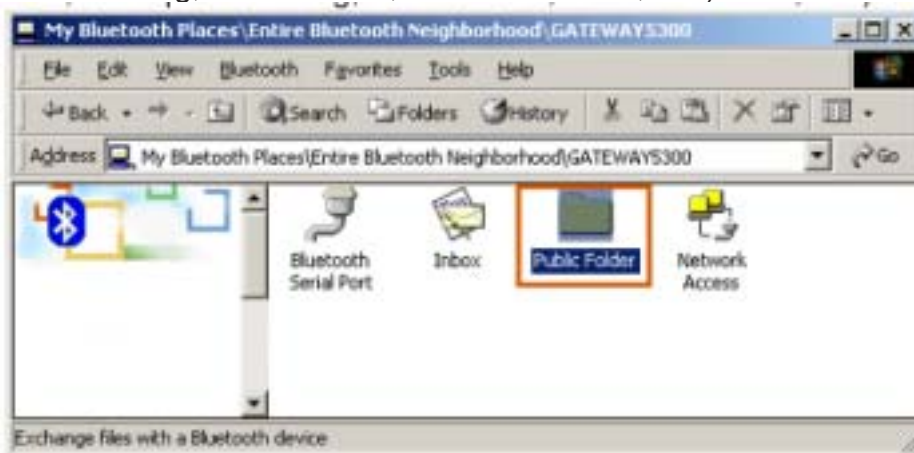 My Bluetooth Places\Entire Bluetooth Neighborhood\GATEWAY5300
File Edit View Bluetooth Favorites Tools Help
Back Search Folders History
Address My Bluetooth Places\Entire Bluetooth Neighborhood\GATEWAY5300 Go
Bluetooth Serial Port
Inbox
Public Folder
Network Access
Exchange files with a Bluetooth device